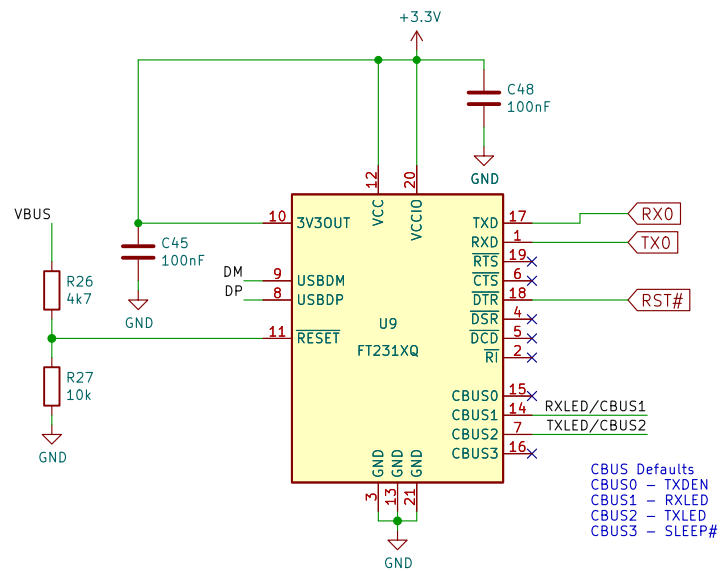 +3.3V
C48
100nF
GND
12
20
VCC
VCCIO
VBUS
10
3V3OUT
TXD
17
RX0
C45
100nF
RXD
1
TX0
RTS
19
DM
9
USBDM
CTS
6
R26
4k7
DP
8
USBDP
DTR
18
RST#
GND
U9
DSR
4
11
RESET
FT231XQ
DCD
5
RI
2
R27
10k
CBUS0
15
CBUS1
14
RXLED/CBUS1
CBUS2
7
TXLED/CBUS2
CBUS3
16
GND
GND
GND
GND
3
13
21
GND
CBUS Defaults
CBUS0 – TXDEN
CBUS1 – RXLED
CBUS2 – TXLED
CBUS3 – SLEEP#